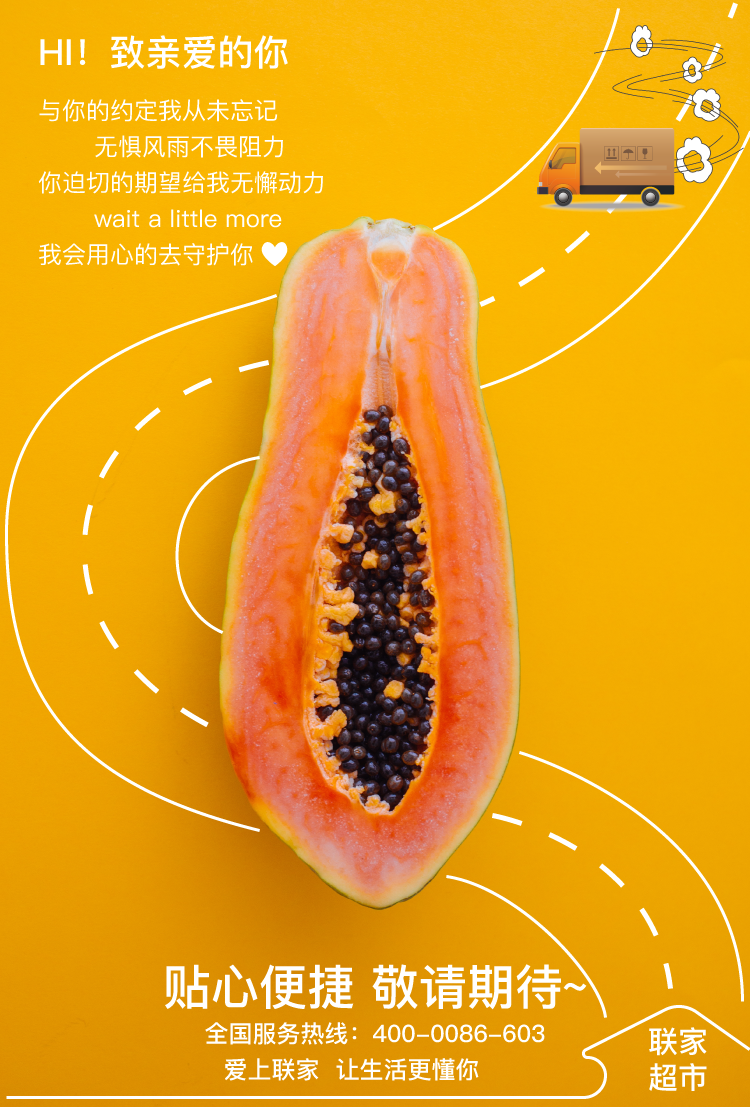 HI！致亲爱的你
与你的约定我从未忘记
无惧风雨不畏阻力
你迫切的期望给我无懈动力
wait a little more
我会用心的去守护你
贴心便捷 敬请期待~
全国服务热线：400-0086-603
爱上联家 让生活更懂你
联家
超市